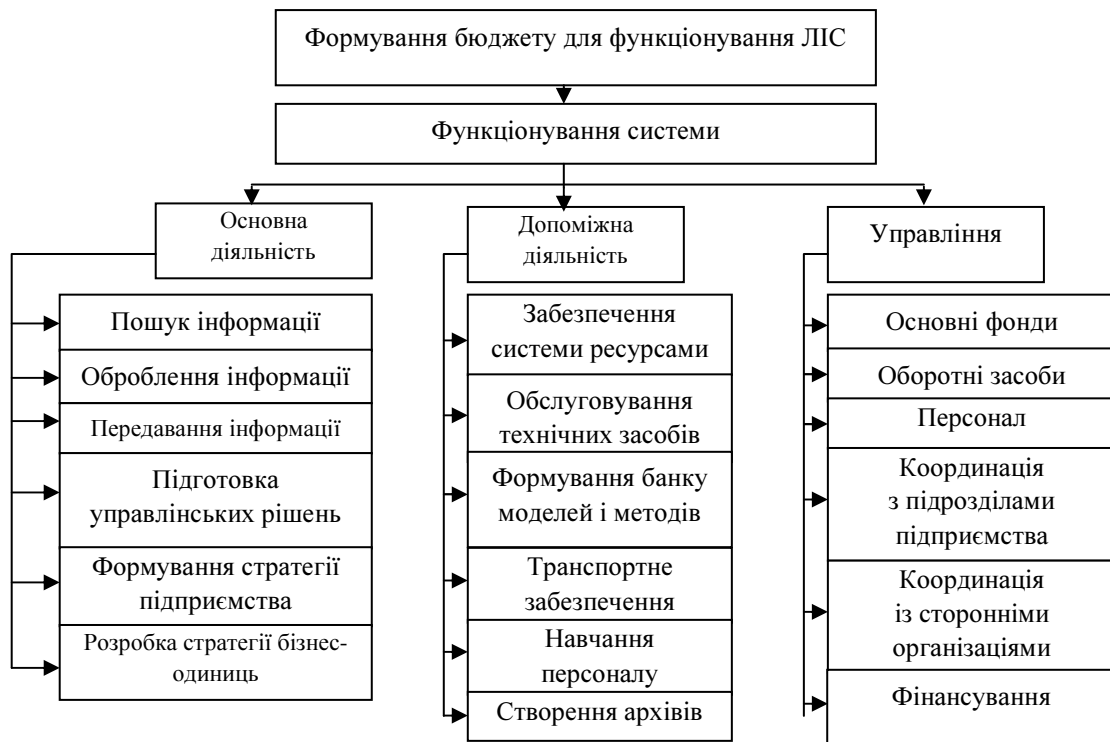 Формування бюджету для функціонування ЛІС
Функціонування системи
Основна
діяльність
Пошук інформації
Оброблення інформації
Передавання інформації
Підготовка
управлінських рішень
Формування стратегії
підприємства
Розробка стратегії бізнес-
одиниць
Допоміжна
діяльність
Забезпечення
системи ресурсами
Обслуговування
технічних засобів
Формування банку
моделей і методів
Транспортне
забезпечення
Навчання
персоналу
Створення архівів
Управління
Основні фонди
Оборотні засоби
Персонал
Координація
з підрозділами
підприємства
Координація
із сторонніми
організаціями
Фінансування